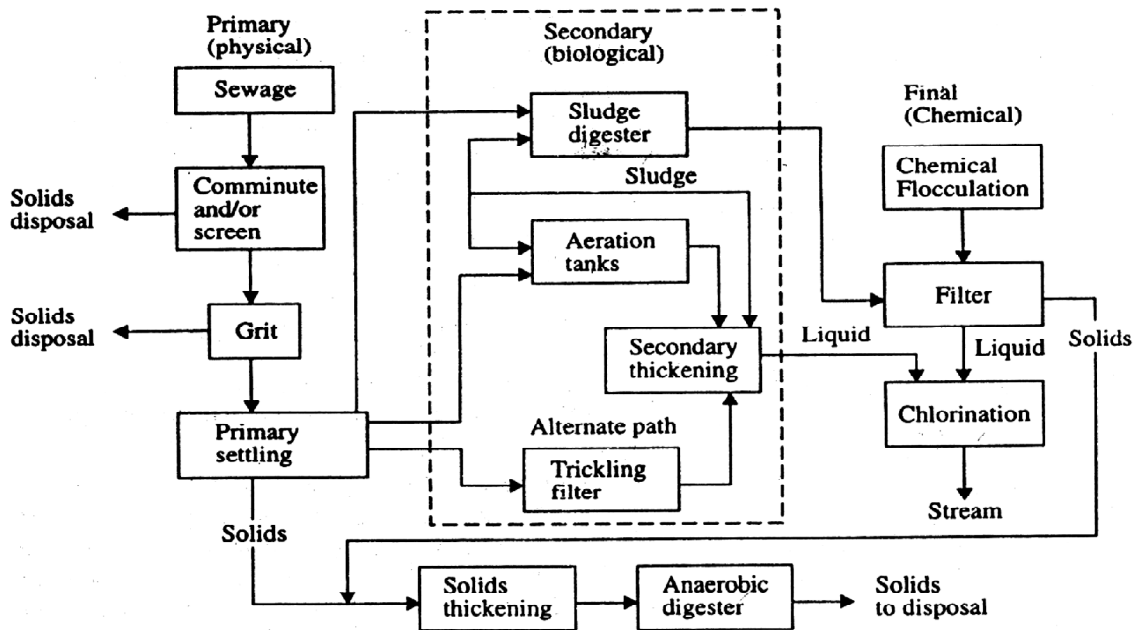 Primary
(physical)
Sewage
Solids
disposal
Comminute
and/or
screen
Solids
disposal
Grit
Primary
settling
Solids
Secondary
(biological)
Sludge
digester
Sludge
Aeration
tanks
Secondary
thickening
Alternate path
Trickling
filter
Liquid
Final
(Chemical)
Chemical
Flocculation
Filter
Liquid
Solids
Chlorination
Stream
Solids
thickening
Anaerobic
digester
Solids
to disposal